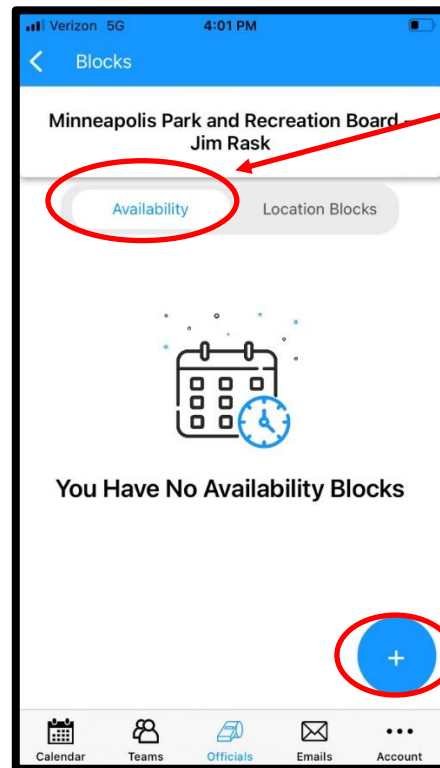 Verizon 5G 4:01 PM
Blocks
Minneapolis Park and Recreation Board -
Jim Rask
Availability Location Blocks
You Have No Availability Blocks
+
Calendar Teams Officials Emails Account